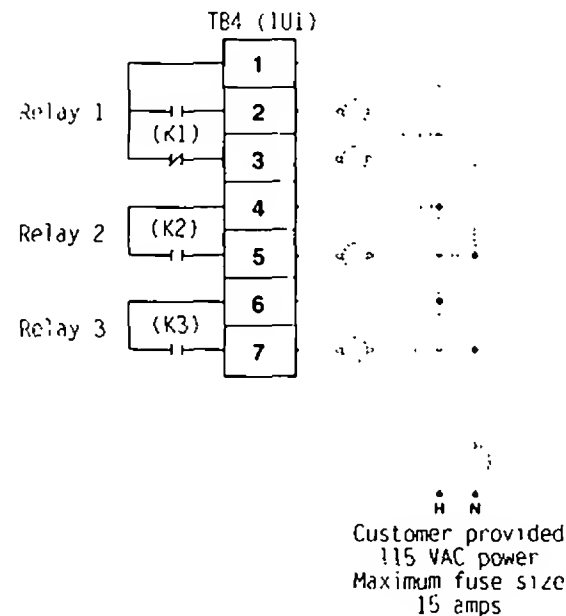 TB4 (1Ui)
1
Relay 1
2
(K1)
3
4
Relay 2
(K2)
5
6
Relay 3
(K3)
7
H N
Customer provided
115 VAC power
Maximum fuse size
15 amps